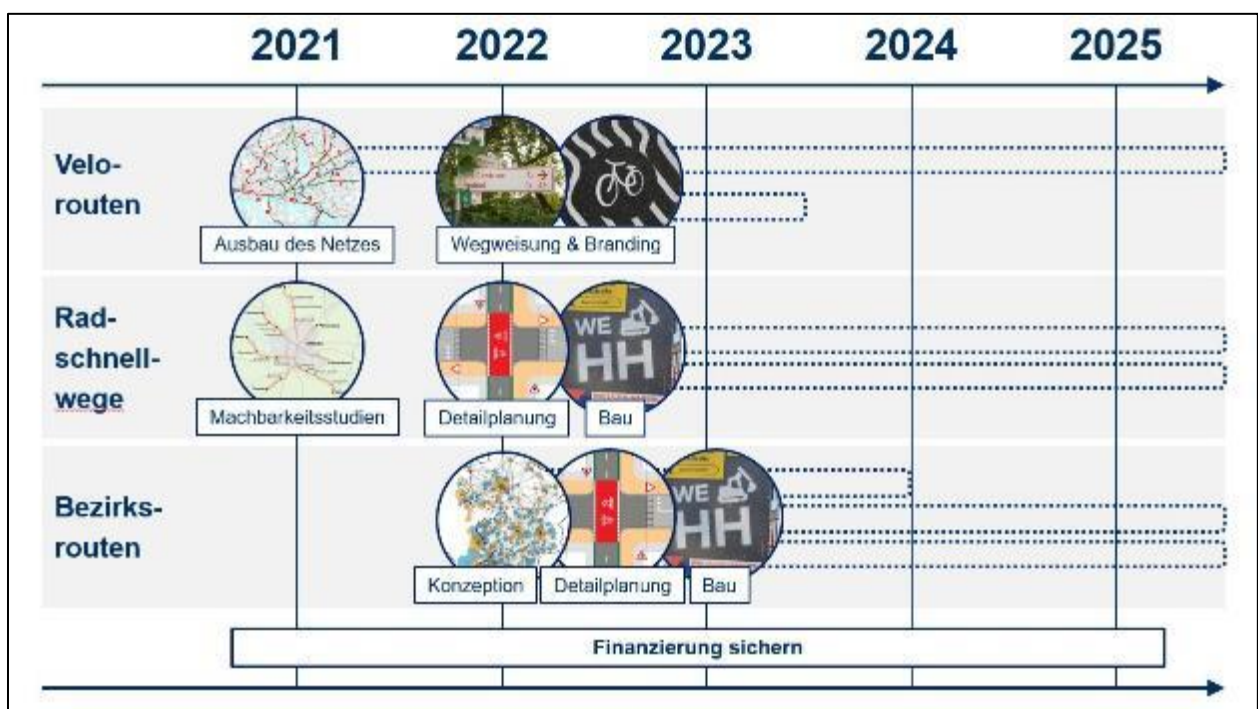 2021 2022 2023 2024 2025
Velo-
routen
Ausbau des Netzes
Wegweisung & Branding
Rad-
schnell-
wege
WE
HH
Machbarkeitsstudien
Detailplanung
Bau
Bezirks-
routen
WE
HH
Konzeption
Detailplanung
Bau
Finanzierung sichern